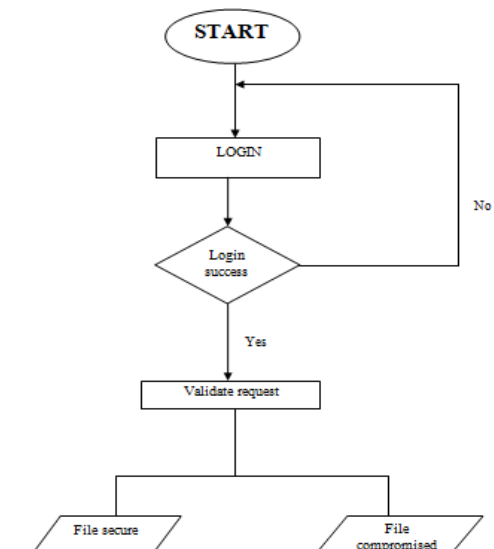 START
LOGIN
Login
success
No
Yes
Validate request
File secure
File
compromised